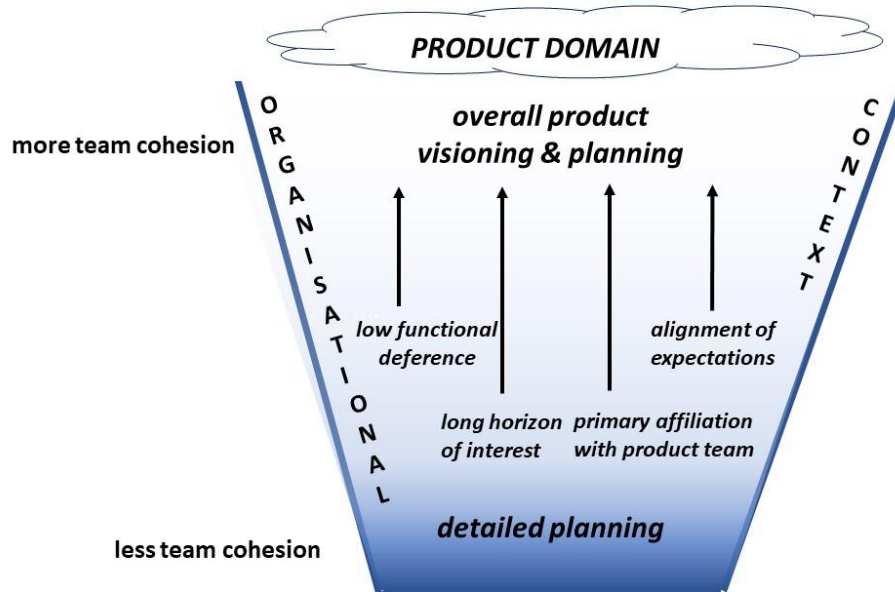 PRODUCT DOMAIN
ORGANISATIONAL
CONTEXT
overall product
visioning & planning
more team cohesion
low functional
deference
alignment of
expectations
long horizon
of interest
primary affiliation
with product team
detailed planning
less team cohesion